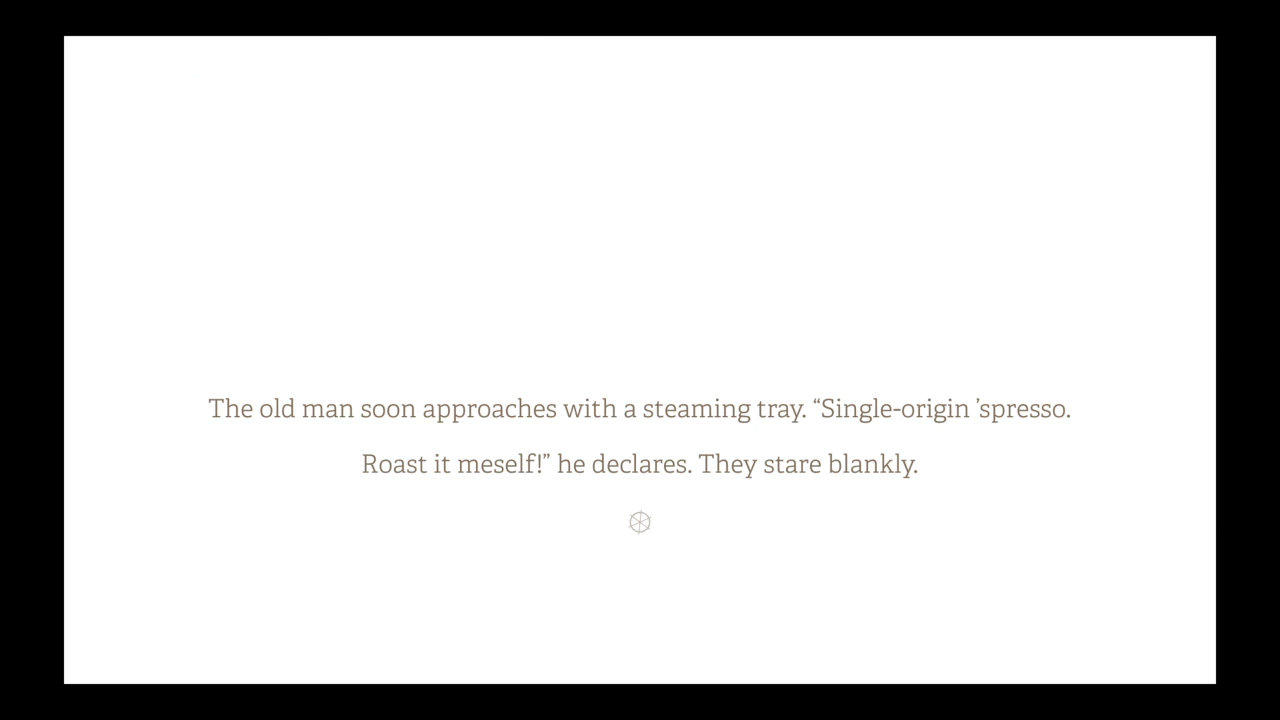 The old man soon approaches with a steaming tray. “Single-origin ’spresso.
Roast it meself!” he declares. They stare blankly.